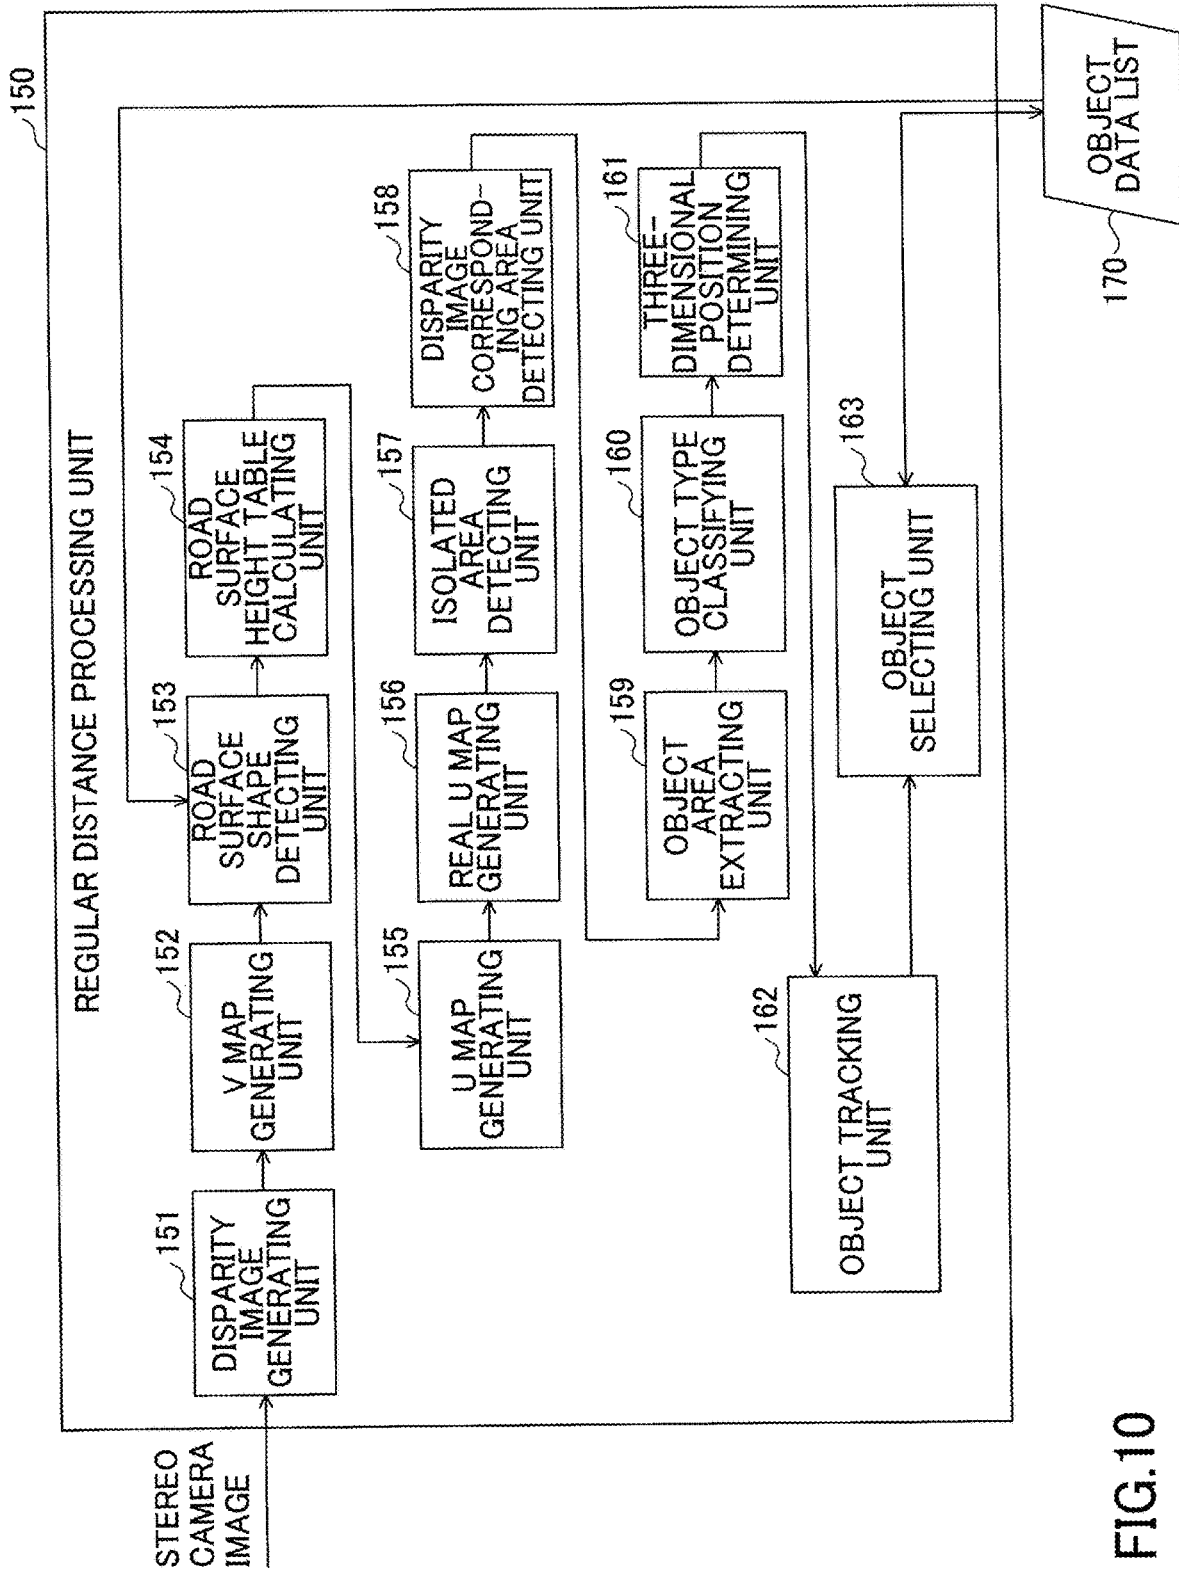 150
REGULAR DISTANCE PROCESSING UNIT
STEREO
CAMERA
IMAGE
151
DISPARITY
IMAGE
GENERATING
UNIT
152
V MAP
GENERATING
UNIT
153
ROAD
SURFACE
SHAPE
DETECTING
UNIT
154
ROAD
SURFACE
HEIGHT TABLE
CALCULATING
UNIT
155
U MAP
GENERATING
UNIT
156
REAL U MAP
GENERATING
UNIT
157
ISOLATED
AREA
DETECTING
UNIT
158
DISPARITY
IMAGE
CORRESPOND-
ING AREA
DETECTING UNIT
159
OBJECT
AREA
EXTRACTING
UNIT
160
OBJECT TYPE
CLASSIFYING
UNIT
161
THREE-
DIMENSIONAL
POSITION
DETERMINING
UNIT
162
OBJECT TRACKING
UNIT
163
OBJECT
SELECTING UNIT
170
OBJECT
DATA LIST
FIG.10